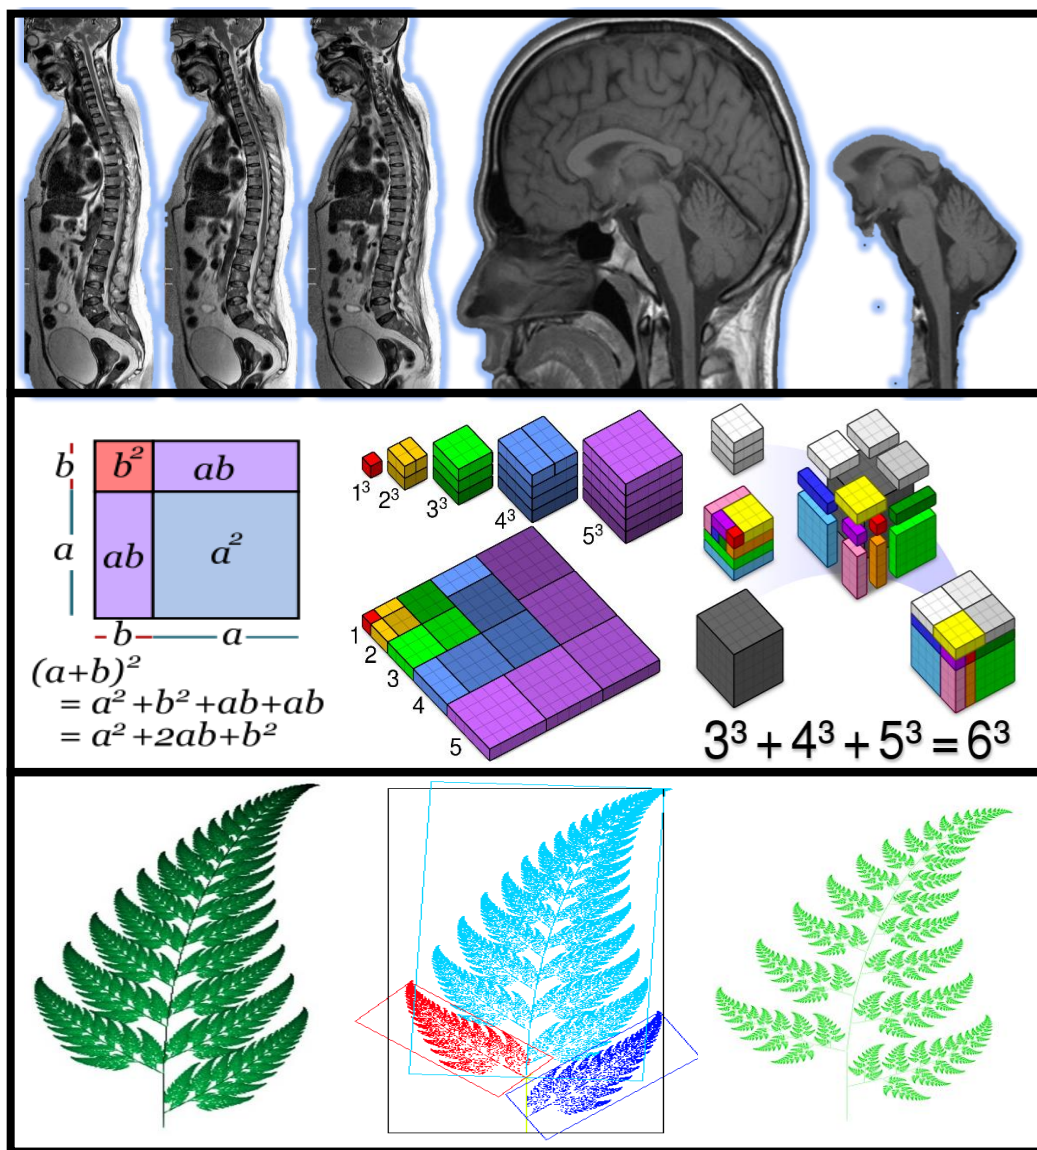 b
b²
ab
a
ab
a²
b
a
(a+b)²
= a²+b²+ab+ab
= a²+2ab+b²
1³
2³
3³
4³
5³
1
2
3
4
5
3³ + 4³ + 5³ = 6³